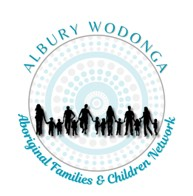 ALBURY WODONGA
Aboriginal Families & Children Network